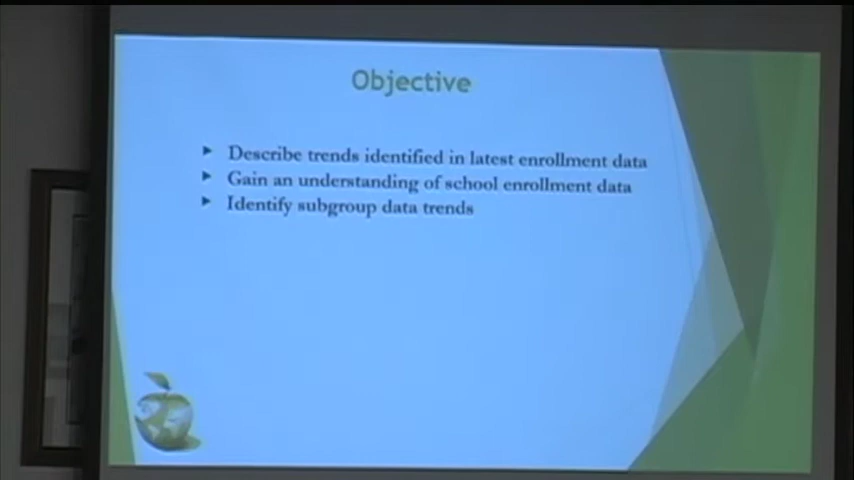 Objective
Describe trends identified in latest enrollment data
Gain an understanding of school enrollment data
Identify subgroup data trends